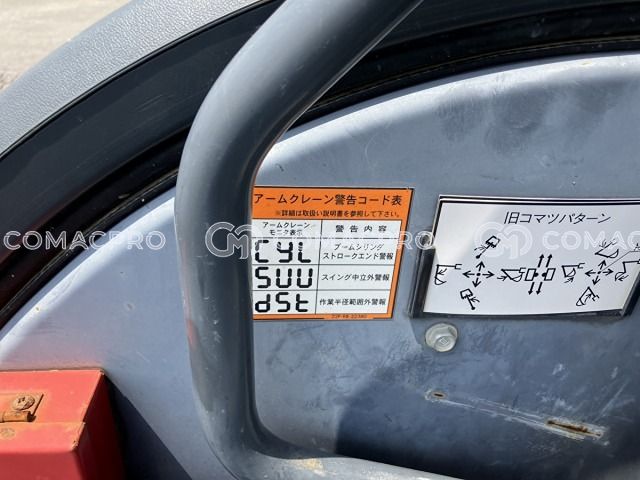 アームクレーン警告コード表
※詳細は取扱い説明書を参照して下さい。
アームクレーン
モニタ表示
警告内容
CYL
ブームシリンダ
ストロークエンド警報
SUU
スイング中立外警報
dSt
作業半径範囲外警報
旧コマツパターン
COMACPRO
COMACPRO
COMACPRO